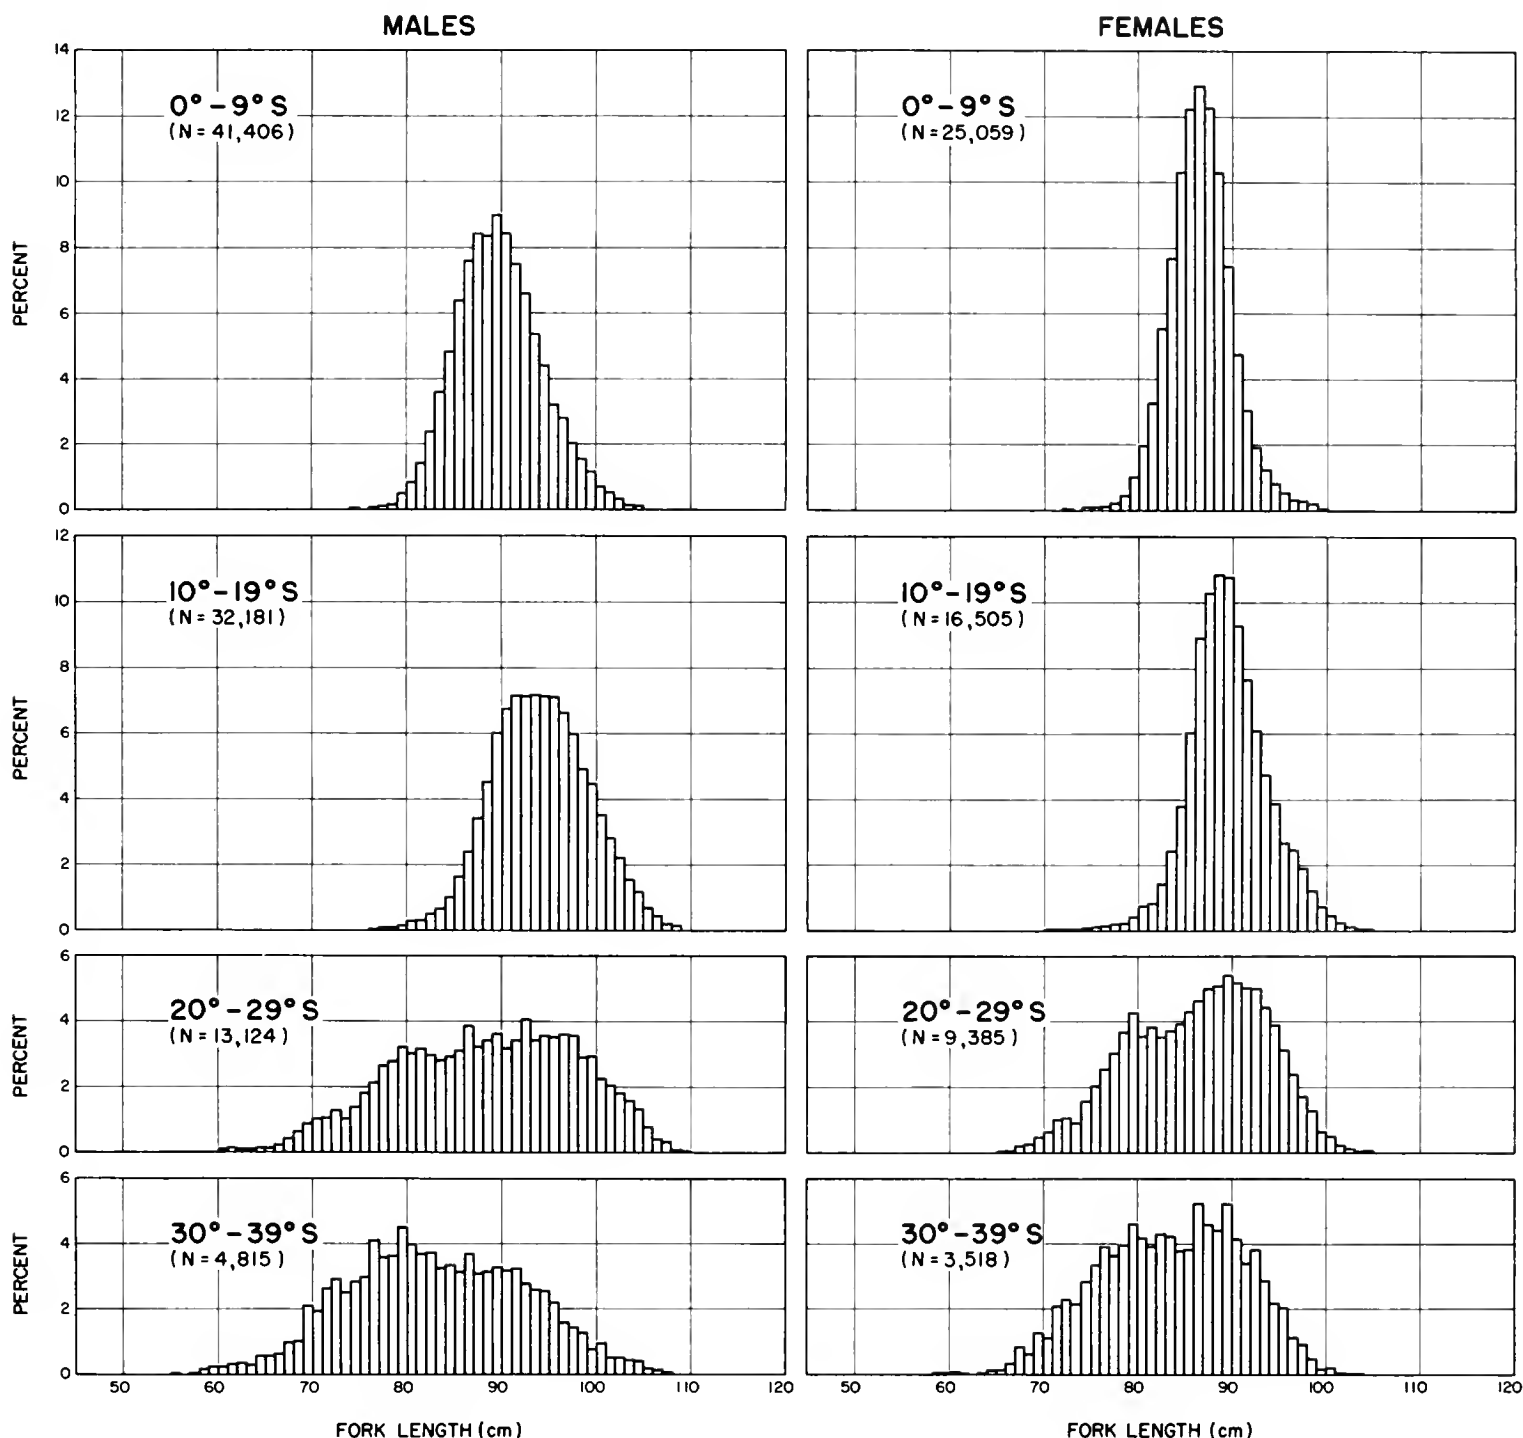 MALES
FEMALES
14
12
10
8
6
4
2
0
PERCENT
0°-9°S
(N=41,406)
0°-9°S
(N=25,059)
12
10
8
6
4
2
0
PERCENT
10°-19°S
(N=32,181)
10°-19°S
(N=16,505)
6
4
2
0
PERCENT
20°-29°S
(N=13,124)
20°-29°S
(N=9,385)
6
4
2
0
PERCENT
30°-39°S
(N=4,815)
30°-39°S
(N=3,518)
50 60 70 80 90 100 110 120
50 60 70 80 90 100 110 120
FORK LENGTH (cm)
FORK LENGTH (cm)